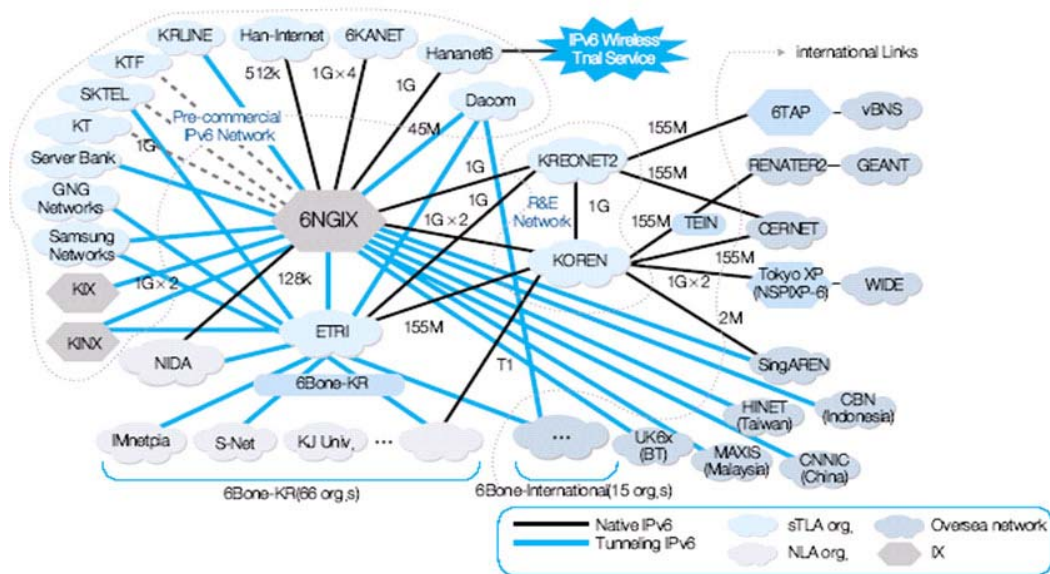 KRLINE
Han-Internet
6KANET
Hananet6
IPv6 Wireless
Trial Service
international Links
KTF
SKTEL
KT
Server Bank
GNG
Networks
Samsung
Networks
KIX
KINX
NIDA
512k
1G×4
1G
45M
Dacom
Pre-commercial
IPv6 Network
1G
6NGIX
1G
1G
1G×2
KREONET2
R&E
Network
1G
KOREN
155M
155M
155M
155M
1G×2
2M
6TAP
vBNS
RENATER2
GEANT
TEIN
CERNET
Tokyo XP
(NSPIXP-6)
WIDE
SingAREN
CBN
(Indonesia)
HINET
(Taiwan)
CNNIC
(China)
MAXIS
(Malaysia)
UK6x
(BT)
1G×2
128k
ETRI
155M
T1
6Bone-KR
IMnetpia
S-Net
KJ Univ,
...
...
6Bone-KR(66 org,s)
6Bone-International(15 org,s)
Native IPv6
Tunneling IPv6
sTLA org,
NLA org,
Oversea network
IX